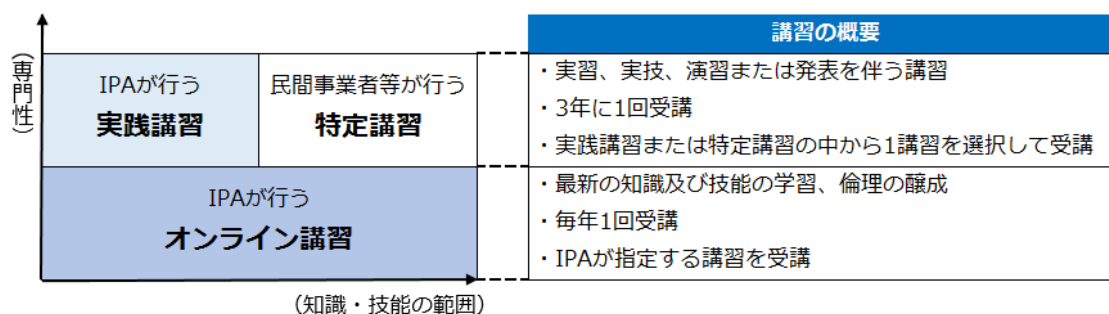 講習の概要
(専門性)
IPAが行う
実践講習
民間事業者等が行う
特定講習
・実習、実技、演習または発表を伴う講習
・3年に1回受講
・実践講習または特定講習の中から1講習を選択して受講
IPAが行う
オンライン講習
・最新の知識及び技能の学習、倫理の醸成
・毎年1回受講
・IPAが指定する講習を受講
(知識・技能の範囲)